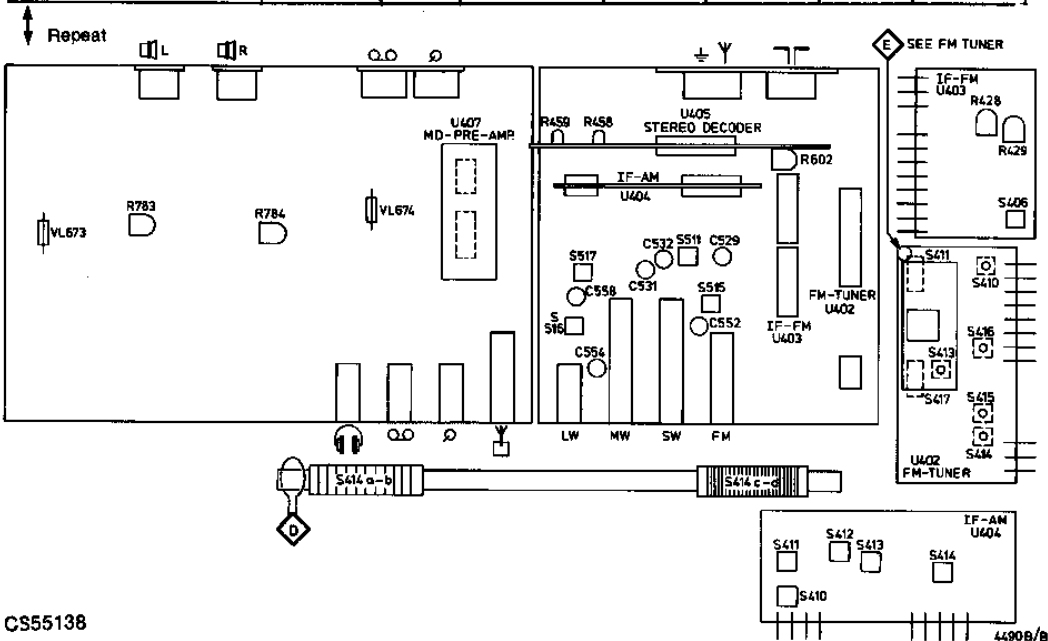 Repeat
L
R
E SEE FM TUNER
IF-FM
U403
R428
R429
S406
U407
MD-PRE-AMP.
R459
R458
U405
STEREO DECODER
R602
IF-AM
U404
R783
R784
VL673
VL674
S517
C532
S511
C529
C531
C558
S515
S
516
C552
C554
FM-TUNER
U402
IF-FM
U403
S411
S410
S416
S413
S417
S415
S414
U402
FM-TUNER
LW
MW
SW
FM
S414 a-b
S414 c-d
D
IF-AM
U404
S411
S412
S413
S414
S410
CS55138
4490B/B